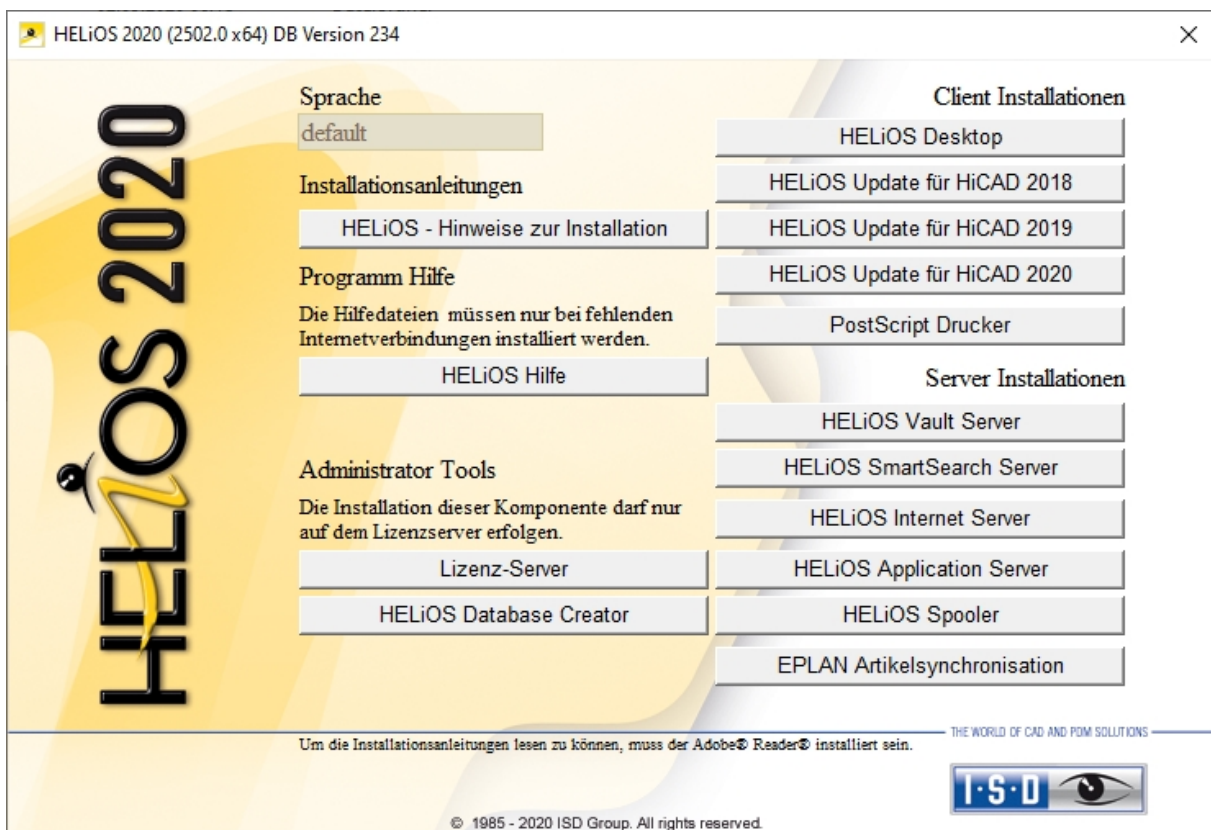 HELiOS 2020 (2502.0 x64) DB Version 234
HELiOS 2020
Sprache
default
Installationsanleitungen
HELiOS - Hinweise zur Installation
Programm Hilfe
Die Hilfedateien müssen nur bei fehlenden
Internetverbindungen installiert werden.
HELiOS Hilfe
Administrator Tools
Die Installation dieser Komponente darf nur
auf dem Lizenzserver erfolgen.
Lizenz-Server
HELiOS Database Creator
Client Installationen
HELiOS Desktop
HELiOS Update für HiCAD 2018
HELiOS Update für HiCAD 2019
HELiOS Update für HiCAD 2020
PostScript Drucker
Server Installationen
HELiOS Vault Server
HELiOS SmartSearch Server
HELiOS Internet Server
HELiOS Application Server
HELiOS Spooler
EPLAN Artikelsynchronisation
THE WORLD OF CAD AND PDM SOLUTIONS
Um die Installationsanleitungen lesen zu können, muss der Adobe® Reader® installiert sein.
I·S·D
© 1985 - 2020 ISD Group. All rights reserved.